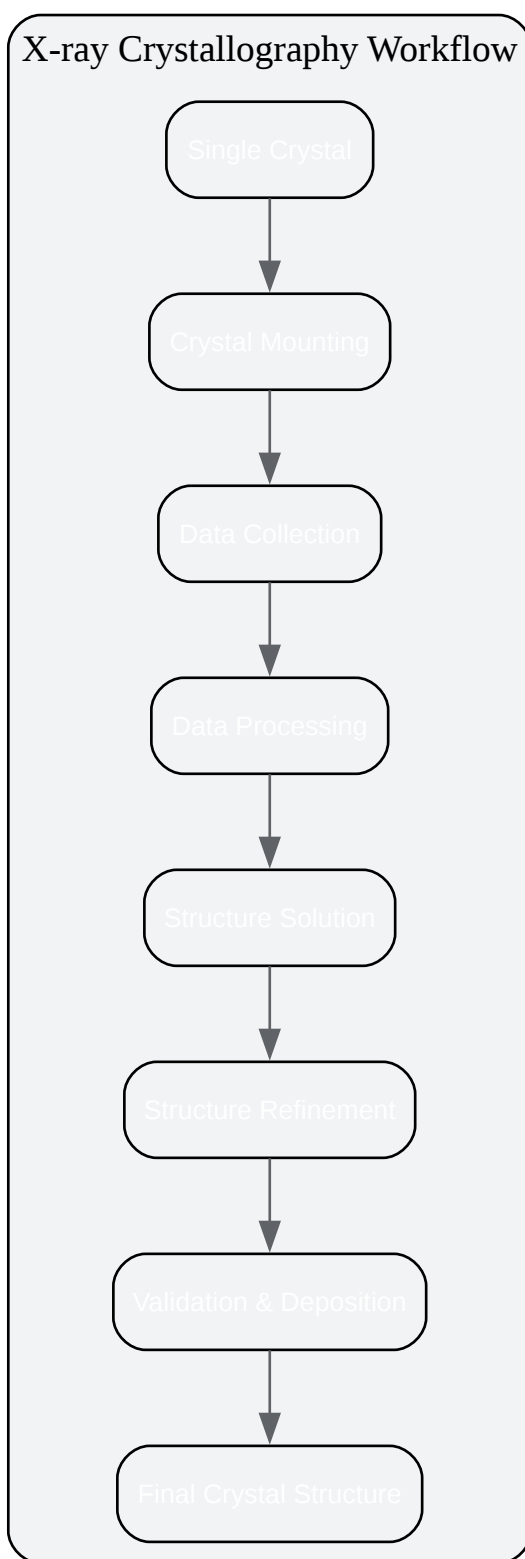 X-ray Crystallography Workflow
Single Crystal
Crystal Mounting
Data Collection
Data Processing
Structure Solution
Structure Refinement
Validation & Deposition
Final Crystal Structure